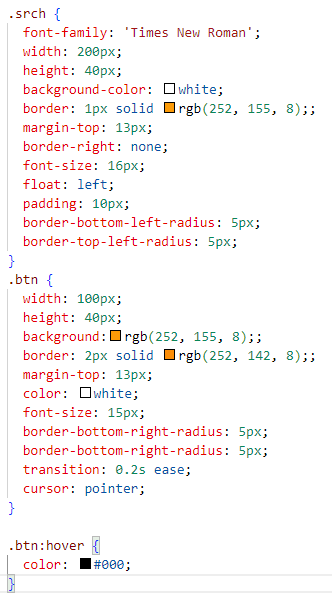 .srch {
font-family: 'Times New Roman';
width: 200px;
height: 40px;
background-color: white;
border: 1px solid rgb(252, 155, 8);;
margin-top: 13px;
border-right: none;
font-size: 16px;
float: left;
padding: 10px;
border-bottom-left-radius: 5px;
border-top-left-radius: 5px;
}
.btn {
width: 100px;
height: 40px;
background:rgb(252, 155, 8);;
border: 2px solid rgb(252, 142, 8);;
margin-top: 13px;
color: white;
font-size: 15px;
border-bottom-right-radius: 5px;
border-bottom-right-radius: 5px;
transition: 0.2s ease;
cursor: pointer;
}
.btn:hover {
color: #000;
}